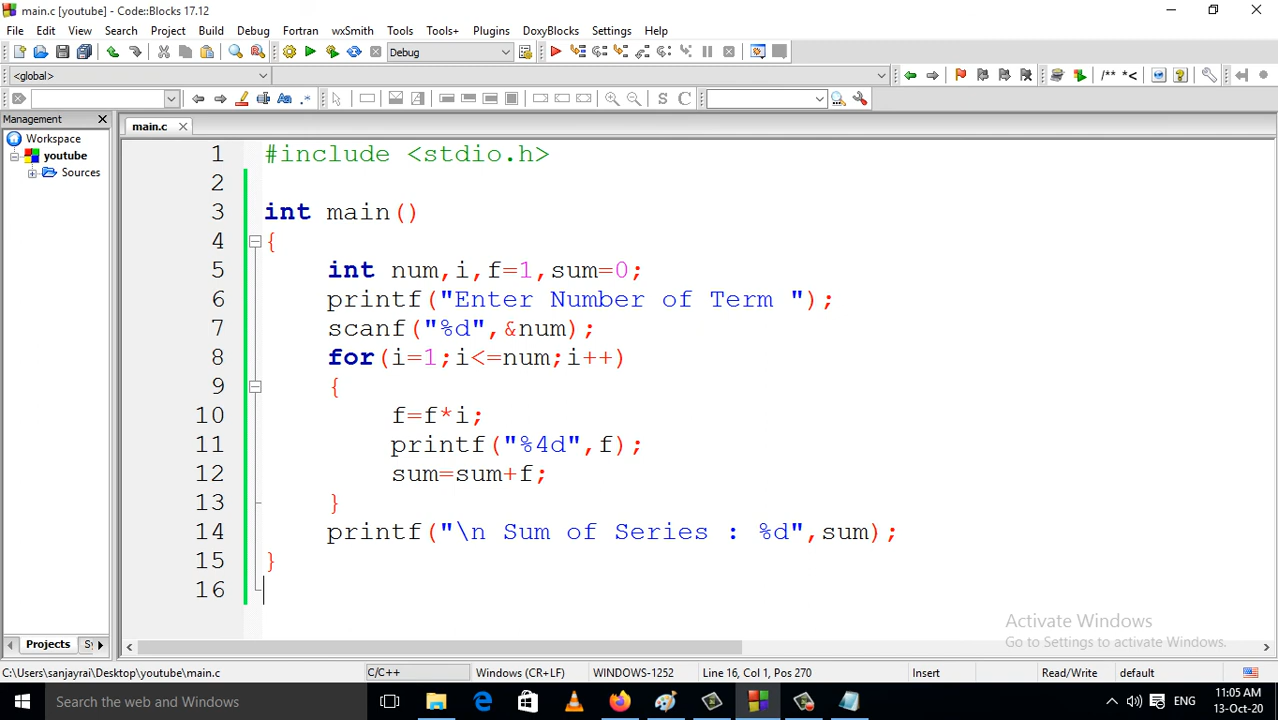 main.c [youtube] - Code::Blocks 17.12
File Edit View Search Project Build Debug Fortran wxSmith Tools Tools+ Plugins DoxyBlocks Settings Help
Debug
<global>
/** *<
S C
Management
main.c
Workspace
youtube
Sources
1 #include <stdio.h>
2
3 int main()
4 {
5 int num,i,f=1,sum=0;
6 printf("Enter Number of Term ");
7 scanf("%d",&num);
8 for(i=1;i<=num;i++)
9 {
10 f=f*i;
11 printf("%4d",f);
12 sum=sum+f;
13 }
14 printf("\n Sum of Series : %d",sum);
15 }
16
Activate Windows
Go to Settings to activate Windows.
Projects Sy
C:\Users\sanjayrai\Desktop\youtube\main.c C/C++ Windows (CR+LF) WINDOWS-1252 Line 16, Col 1, Pos 270 Insert Read/Write default
Search the web and Windows
ENG
11:05 AM
13-Oct-20